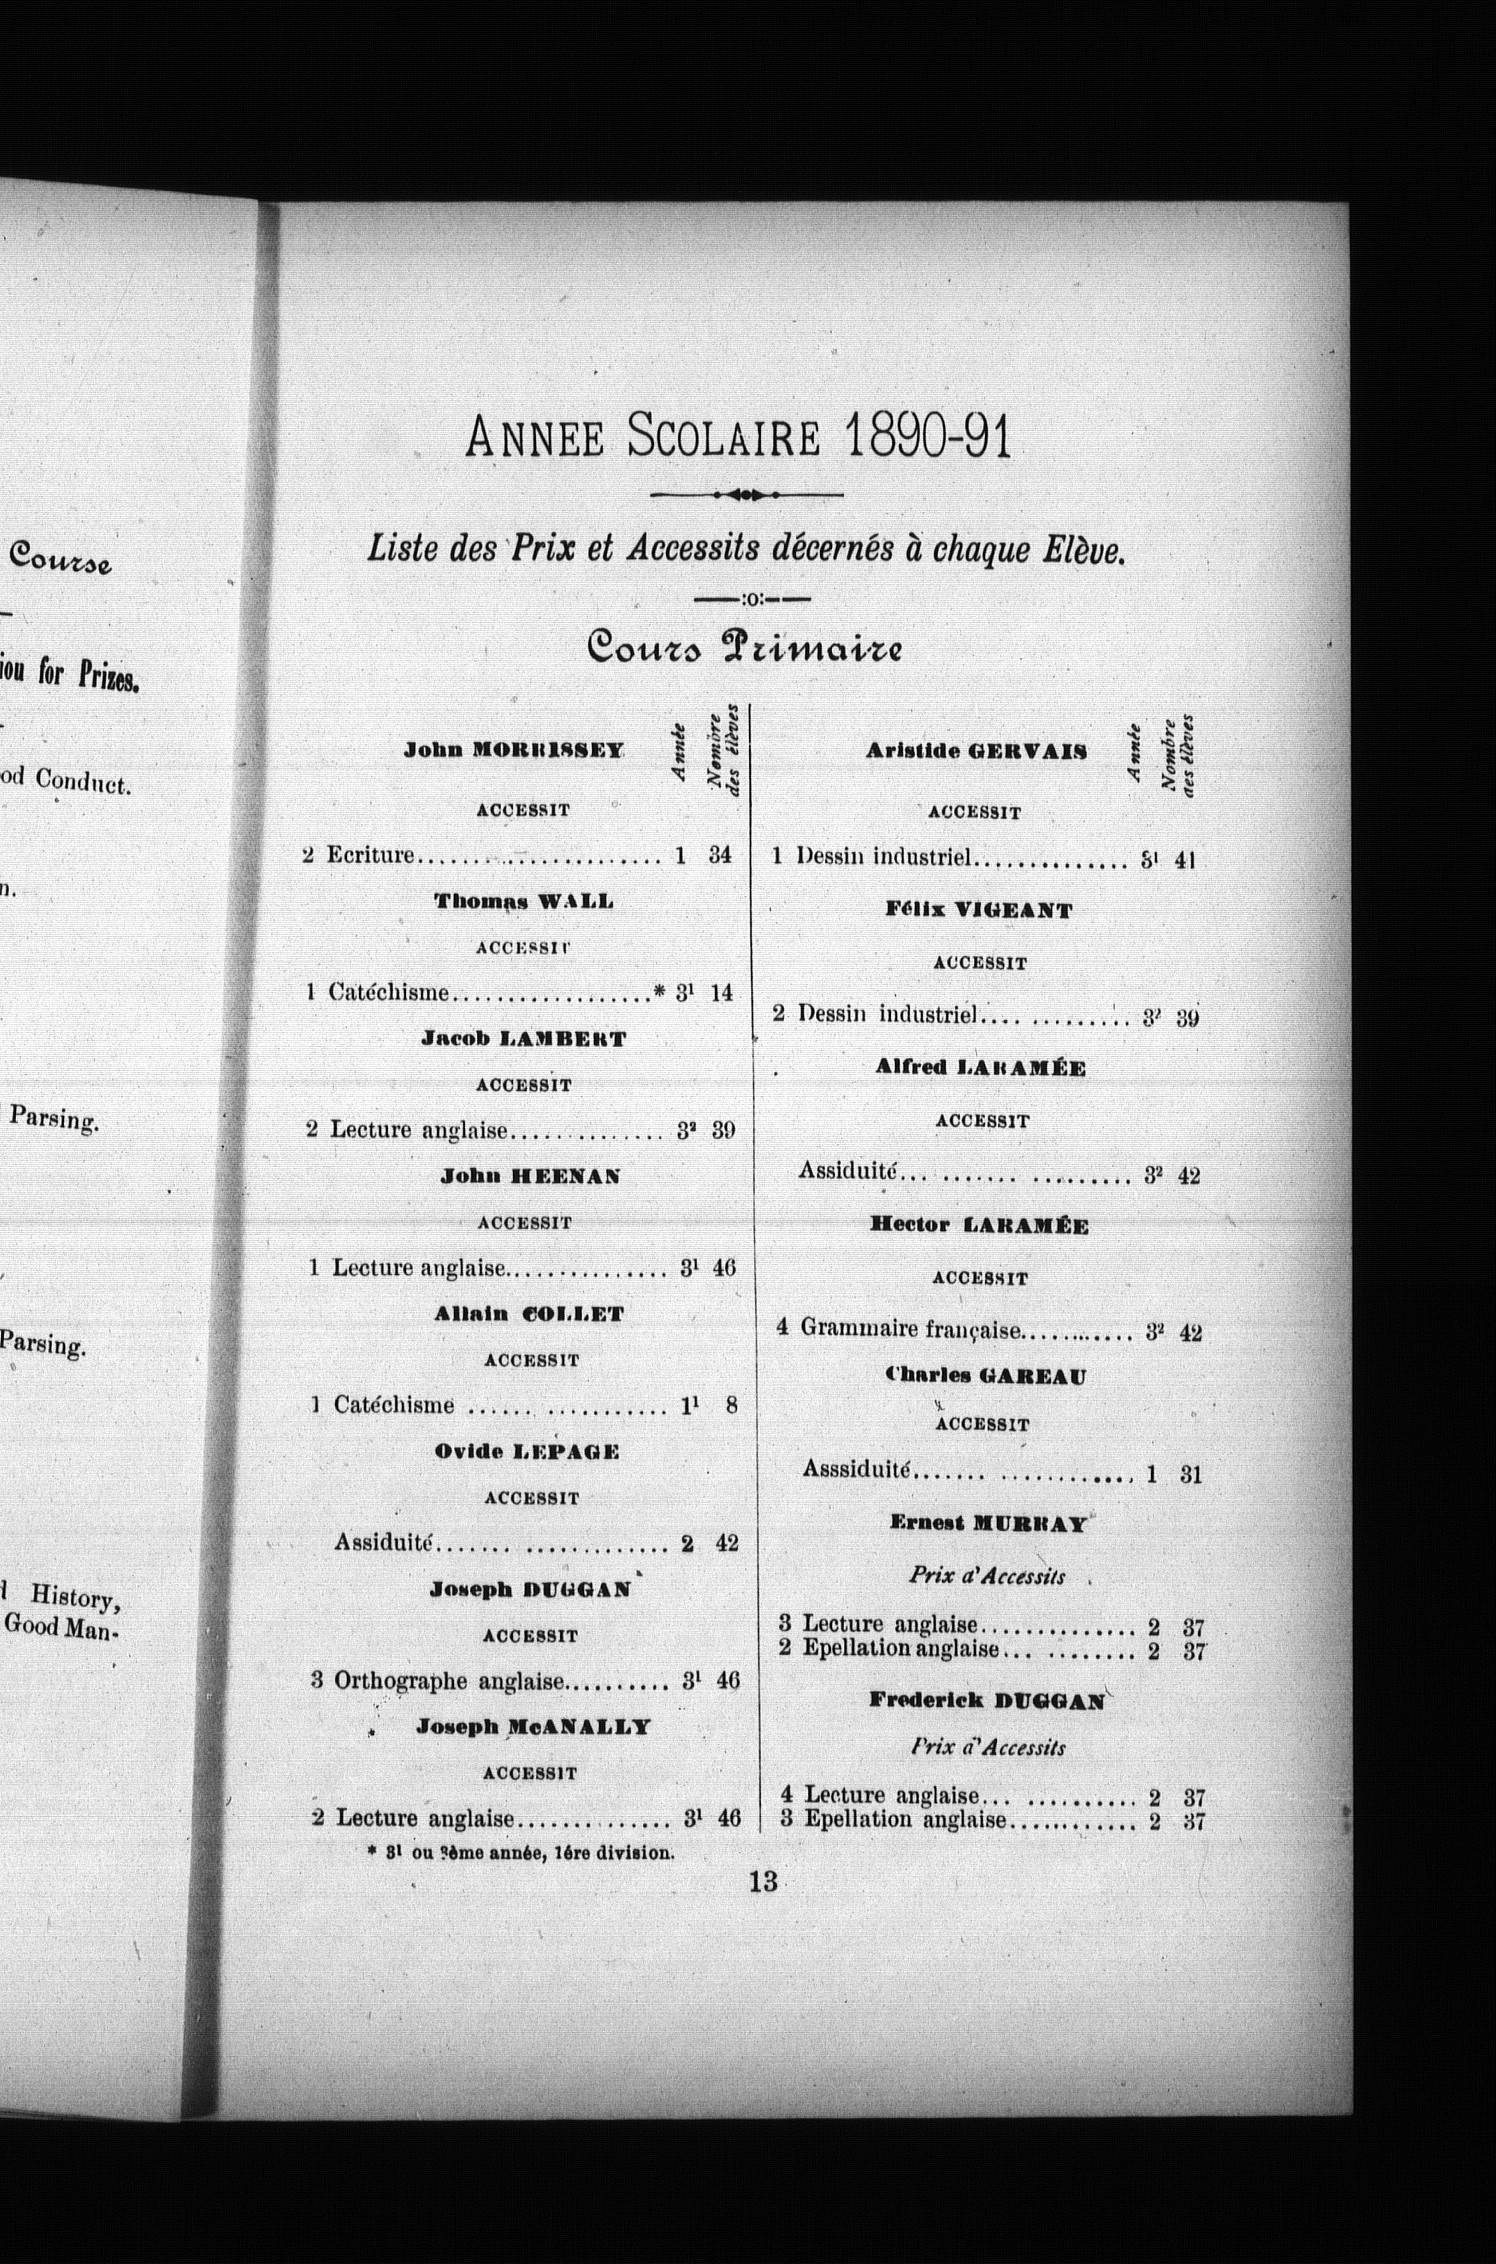 Course
for Prizes.
Conduct.
Parsing.
Parsing.
History,
Good Man-
ANNEE SCOLAIRE 1890-91
Liste des Prix et Accessits décernés à chaque Elève.
:o:
Cours Primaire
John MORRISSEY
Année
Nombre
des élèves
ACCESSIT
2 Ecriture...................... 1 34
Thomas WALL
ACCESSIT
1 Catéchisme..................* 3¹ 14
Jacob LAMBERT
ACCESSIT
2 Lecture anglaise.............. 3² 39
John HEENAN
ACCESSIT
1 Lecture anglaise............... 3¹ 46
Allain COLLET
ACCESSIT
1 Catéchisme ...... ........... 1¹ 8
Ovide LEPAGE
ACCESSIT
Assiduité....... ............. 2 42
Joseph DUGGAN
ACCESSIT
3 Orthographe anglaise.......... 3¹ 46
Joseph McANALLY
ACCESSIT
2 Lecture anglaise.............. 3¹ 46
* 3¹ ou 3ème année, 1ére division.
Aristide GERVAIS
Année
Nombre
des élèves
ACCESSIT
1 Dessin industriel.............. 3¹ 41
Félix VIGEANT
ACCESSIT
2 Dessin industriel.... .......... 3² 39
Alfred LARAMÉE
ACCESSIT
Assiduité... ....... ......... 3² 42
Hector LARAMÉE
ACCESSIT
4 Grammaire française........... 3² 42
Charles GAREAU
ACCESSIT
Asssiduité....... ............ 1 31
Ernest MURRAY
Prix d'Accessits
3 Lecture anglaise.............. 2 37
2 Epellation anglaise... ........ 2 37
Frederick DUGGAN
Prix d'Accessits
4 Lecture anglaise... .......... 2 37
3 Epellation anglaise............ 2 37
13